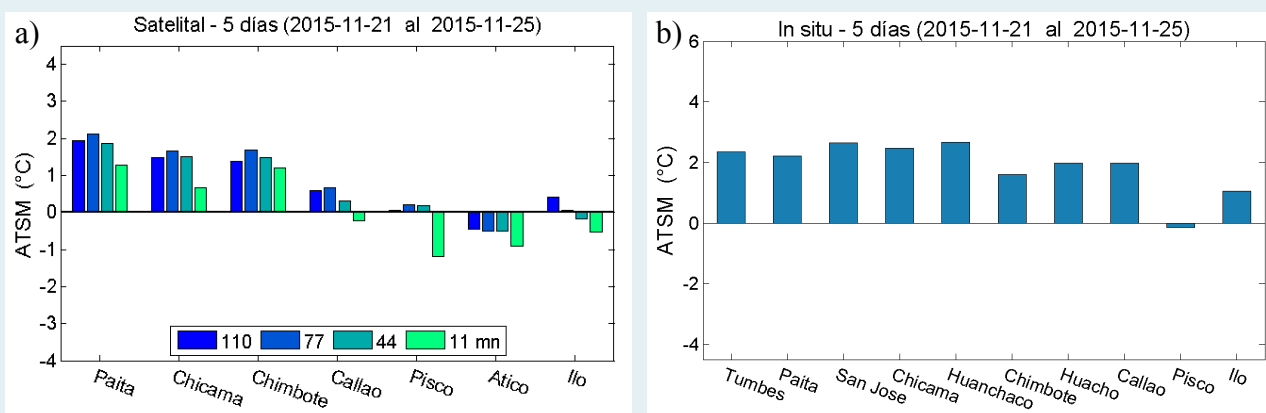 a)
Satelital - 5 días (2015-11-21 al 2015-11-25)
ATSM (°C)
4
3
2
1
0
-1
-2
-3
-4
110 77 44 11 mn
Paita Chicama Chimbote Callao Pisco Atico Ilo
b)
In situ - 5 días (2015-11-21 al 2015-11-25)
ATSM (°C)
6
4
2
0
-2
-4
Tumbes Paita San Jose Chicama Huanchaco Chimbote Huacho Callao Pisco Ilo